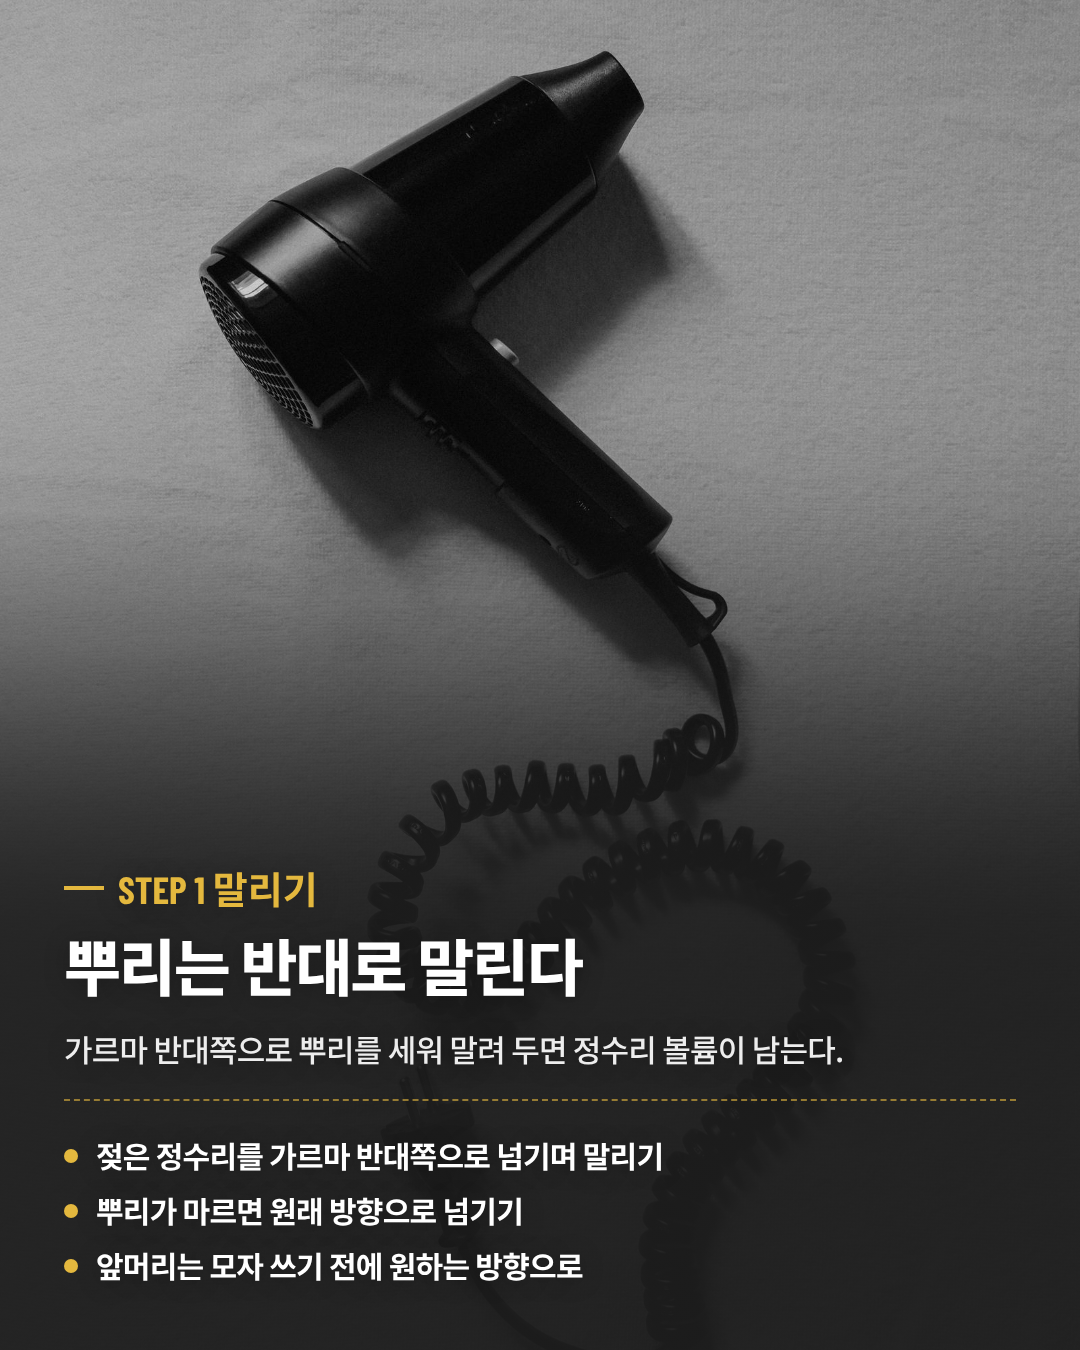 STEP 1 말리기
뿌리는 반대로 말린다
가르마 반대쪽으로 뿌리를 세워 말려 두면 정수리 볼륨이 남는다.
젖은 정수리를 가르마 반대쪽으로 넘기며 말리기
뿌리가 마르면 원래 방향으로 넘기기
앞머리는 모자 쓰기 전에 원하는 방향으로